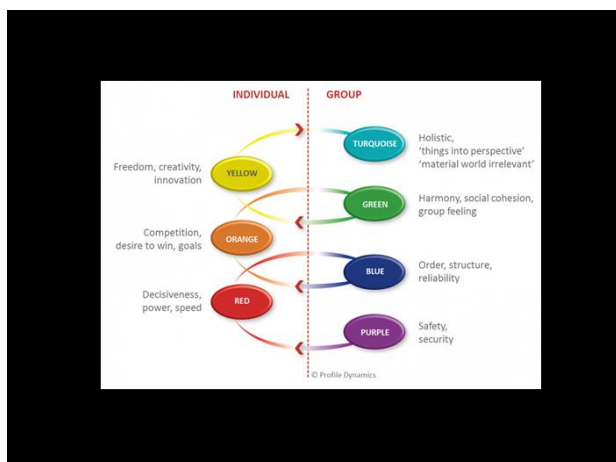 INDIVIDUAL GROUP
TURQUOISE
Holistic,
'things into perspective'
'material world irrelevant'
Freedom, creativity,
innovation
YELLOW
GREEN
Harmony, social cohesion,
group feeling
Competition,
desire to win, goals
ORANGE
BLUE
Order, structure,
reliability
Decisiveness,
power, speed
RED
PURPLE
Safety,
security
© Profile Dynamics